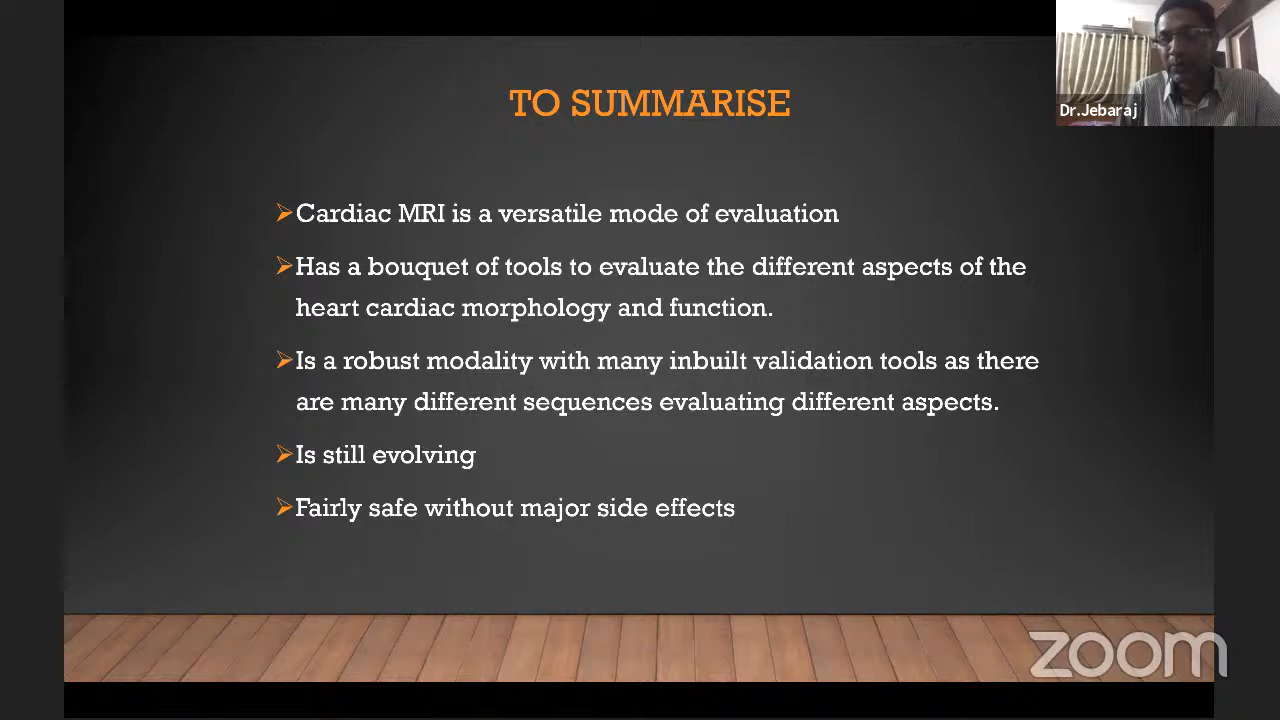 TO SUMMARISE
Dr.Jebaraj
Cardiac MRI is a versatile mode of evaluation
Has a bouquet of tools to evaluate the different aspects of the
heart cardiac morphology and function.
Is a robust modality with many inbuilt validation tools as there
are many different sequences evaluating different aspects.
Is still evolving
Fairly safe without major side effects
zoom